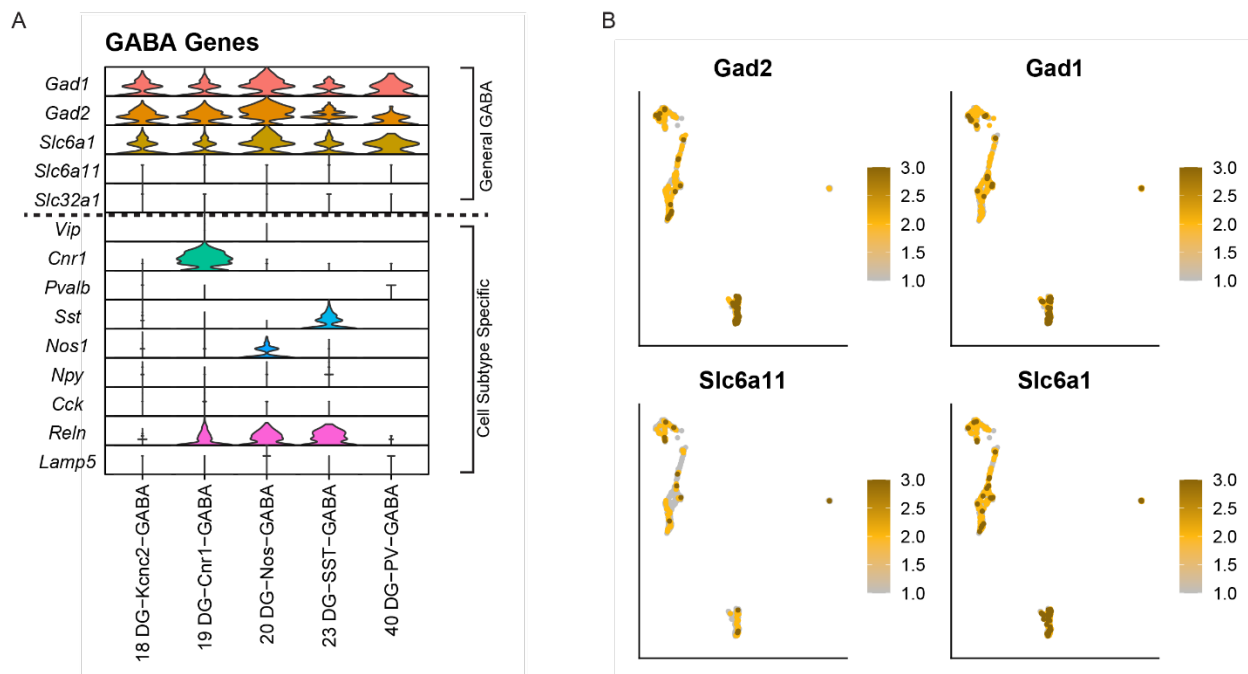 A
GABA Genes
Gad1
Gad2
Slc6a1
Slc6a11
Slc32a1
General GABA
Vip
Cnr1
Pvalb
Sst
Nos1
Npy
Cck
Reln
Lamp5
Cell Subtype Specific
18 DG−Kcnc2−GABA
19 DG−Cnr1−GABA
20 DG−Nos−GABA
23 DG−SST−GABA
40 DG−PV−GABA
B
Gad2
3.0
2.5
2.0
1.5
1.0
Gad1
3.0
2.5
2.0
1.5
1.0
Slc6a11
3.0
2.5
2.0
1.5
1.0
Slc6a1
3.0
2.5
2.0
1.5
1.0